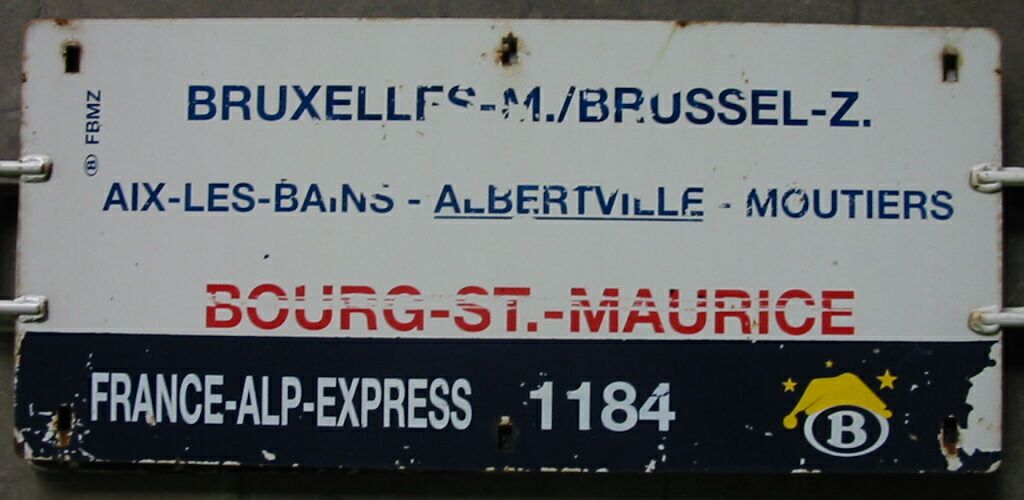 BRUXELLES-M./BRUSSEL-Z.
Ⓑ FBMZ
AIX-LES-BAINS - ALBERTVILLE - MOUTIERS
BOURG-ST.-MAURICE
FRANCE-ALP-EXPRESS 1184
B